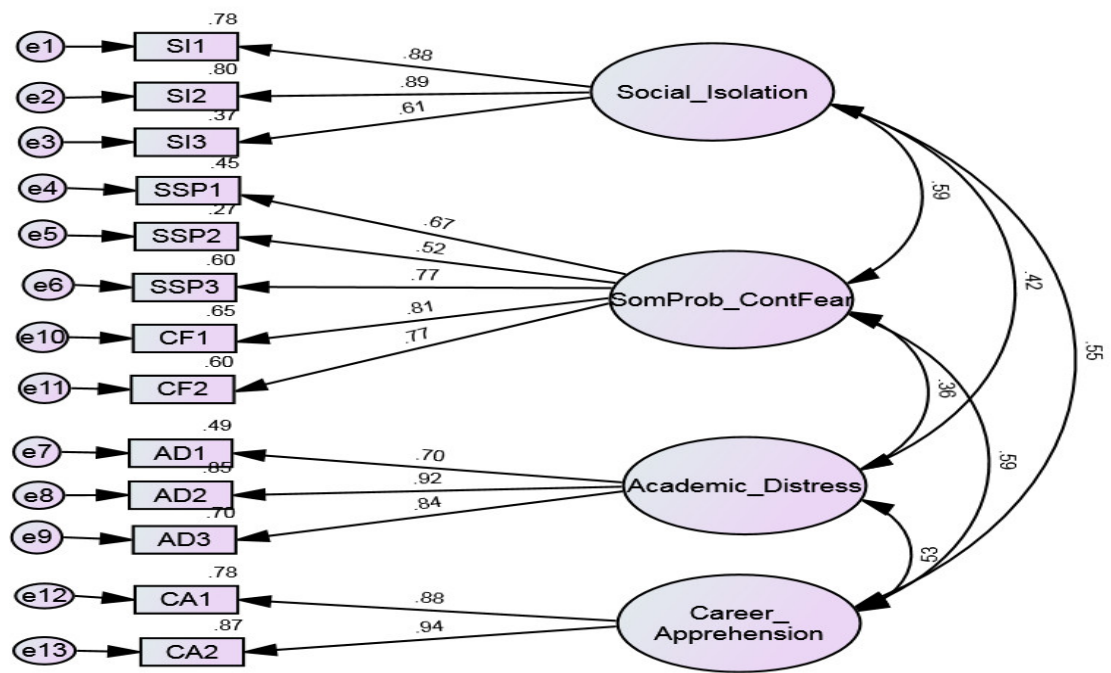 .78
e1 SI1 .88
.80
e2 SI2 .89 Social_Isolation
.37
e3 SI3 .61
.45
e4 SSP1 .67 .59
.27
e5 SSP2 .52
.60
e6 SSP3 .77 SomProb_ContFear .42
.65
e10 CF1 .81
.60
e11 CF2 .77 .55
.36
.49
e7 AD1 .70 .59
.85
e8 AD2 .92 Academic_Distress
.70
e9 AD3 .84 .53
.78
e12 CA1 .88
.87
e13 CA2 .94
Career_
Apprehension